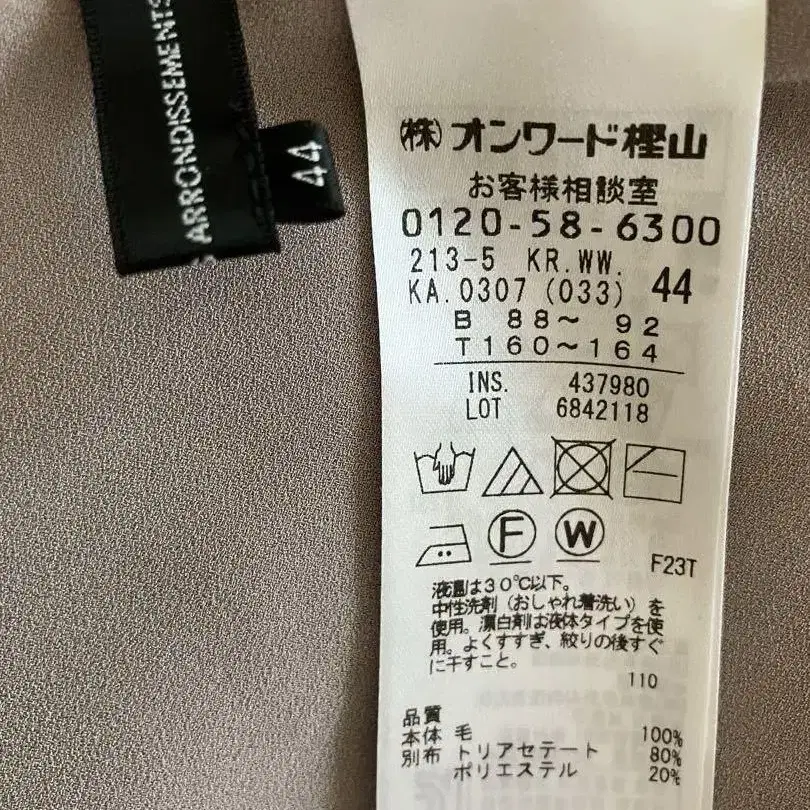 ARRONDISSEMENTS
44
㈱オンワード樫山
お客様相談室
0120-58-6300
213-5 KR.WW.
KA.0307 (033) 44
B 88～ 92
T160～164
INS. 437980
LOT 6842118
F
W
F23T
液温は30℃以下。
中性洗剤(おしゃれ着洗い)を
使用。漂白剤は液体タイプを使
用。よくすすぎ、絞りの後すぐ
に干すこと。
110
品質
本体 毛 100%
別布 トリアセテート 80%
ポリエステル 20%